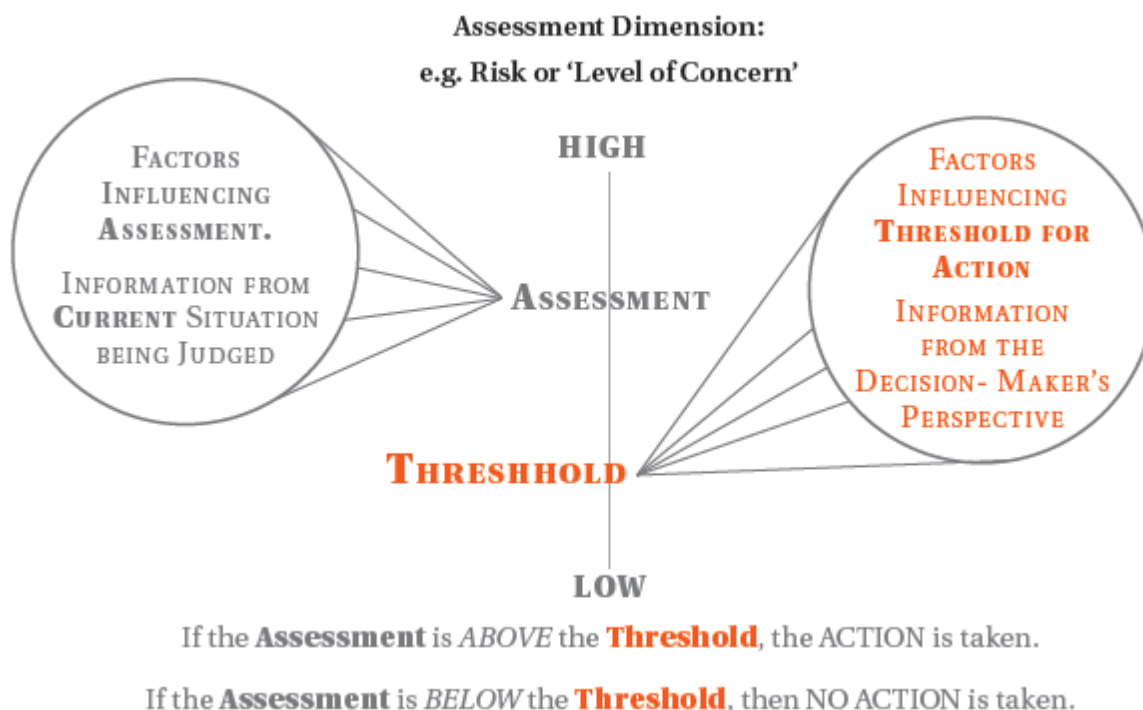 Assessment Dimension:
e.g. Risk or ‘Level of Concern’
HIGH
FACTORS
INFLUENCING
ASSESSMENT.
INFORMATION FROM
CURRENT SITUATION
BEING JUDGED
ASSESSMENT
FACTORS
INFLUENCING
THRESHOLD FOR
ACTION
INFORMATION
FROM THE
DECISION- MAKER’S
PERSPECTIVE
THRESHHOLD
LOW
If the Assessment is ABOVE the Threshold, the ACTION is taken.
If the Assessment is BELOW the Threshold, then NO ACTION is taken.